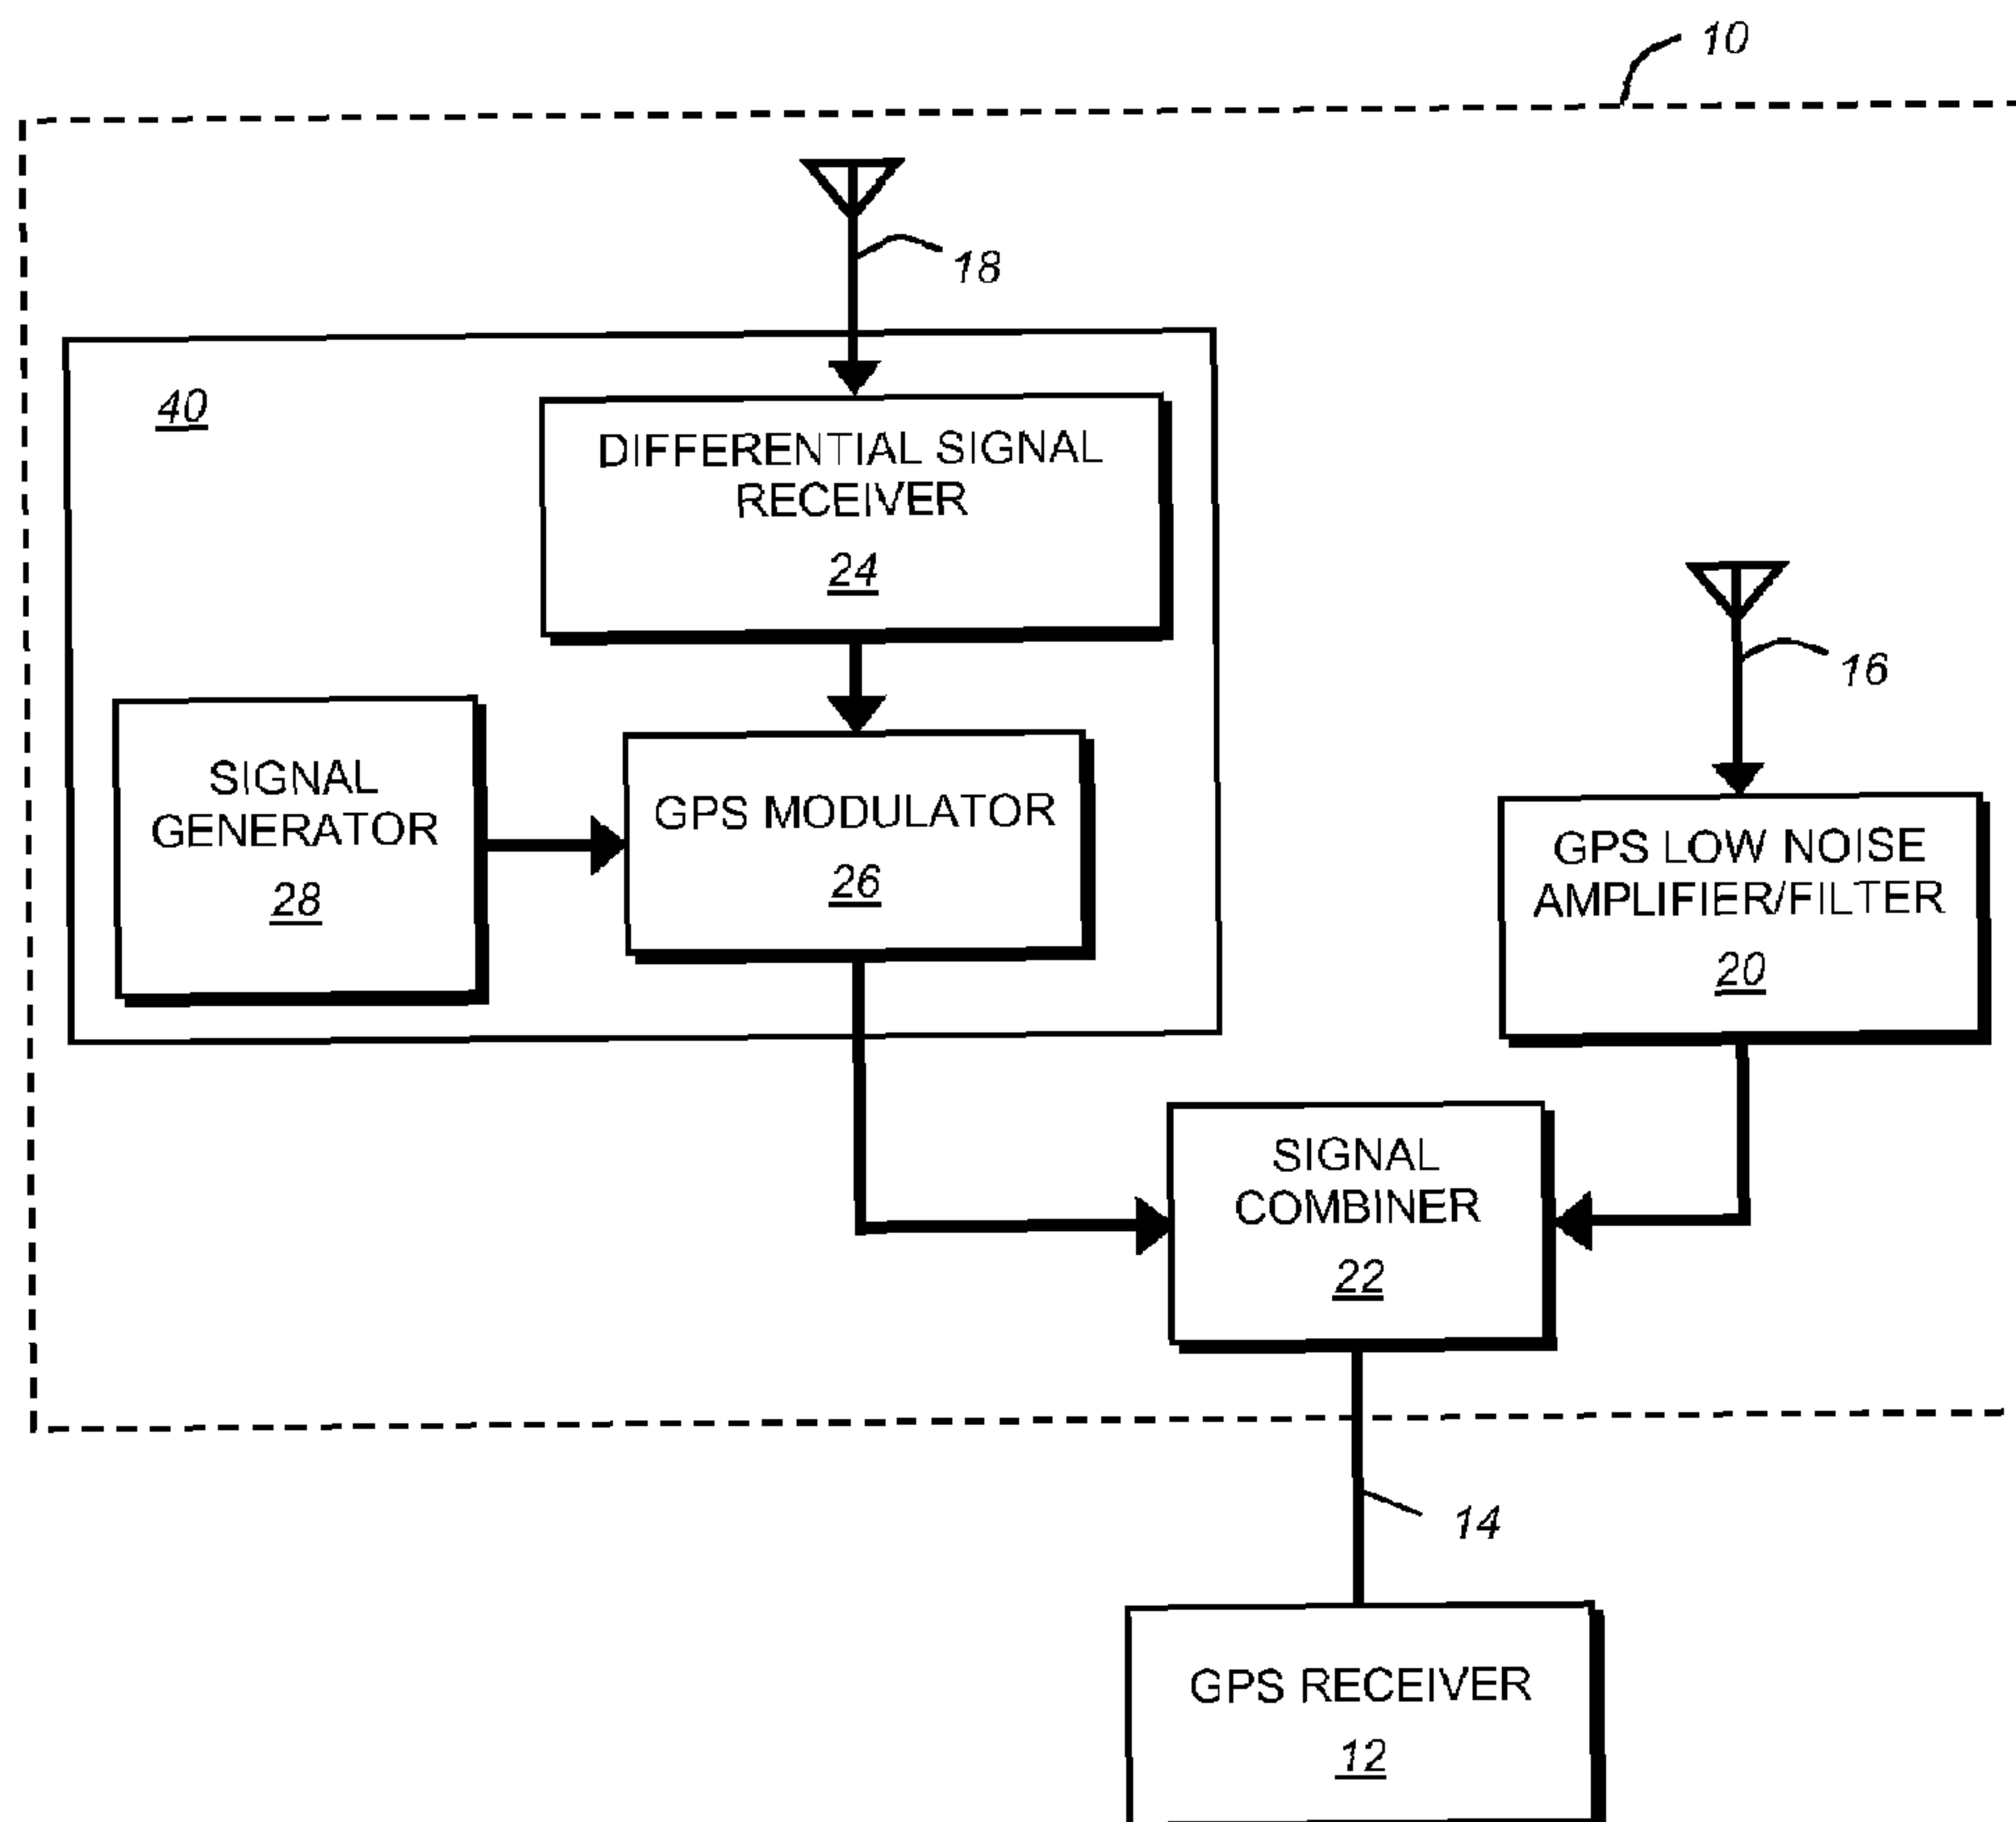 10
18
40
DIFFERENTIAL SIGNAL
RECEIVER
24
16
SIGNAL
GENERATOR
28
GPS MODULATOR
26
GPS LOW NOISE
AMPLIFIER/FILTER
20
SIGNAL
COMBINER
22
14
GPS RECEIVER
12